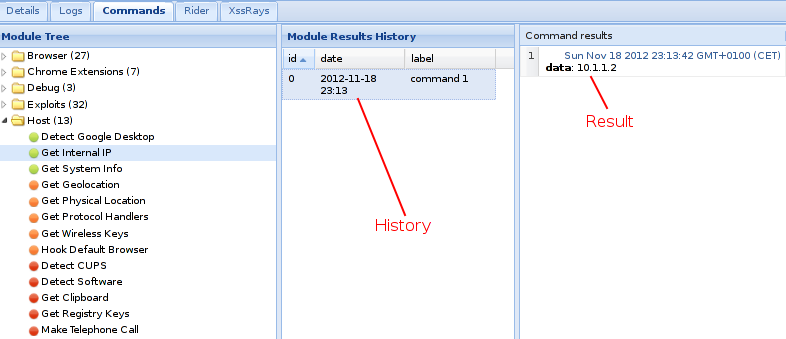 Details Logs Commands Rider XssRays
Module Tree
Browser (27)
Chrome Extensions (7)
Debug (3)
Exploits (32)
Host (13)
Detect Google Desktop
Get Internal IP
Get System Info
Get Geolocation
Get Physical Location
Get Protocol Handlers
Get Wireless Keys
Hook Default Browser
Detect CUPS
Detect Software
Get Clipboard
Get Registry Keys
Make Telephone Call
Module Results History
id date label
0 2012-11-18 command 1
23:13
History
Command results
1 Sun Nov 18 2012 23:13:42 GMT+0100 (CET)
data: 10.1.1.2
Result